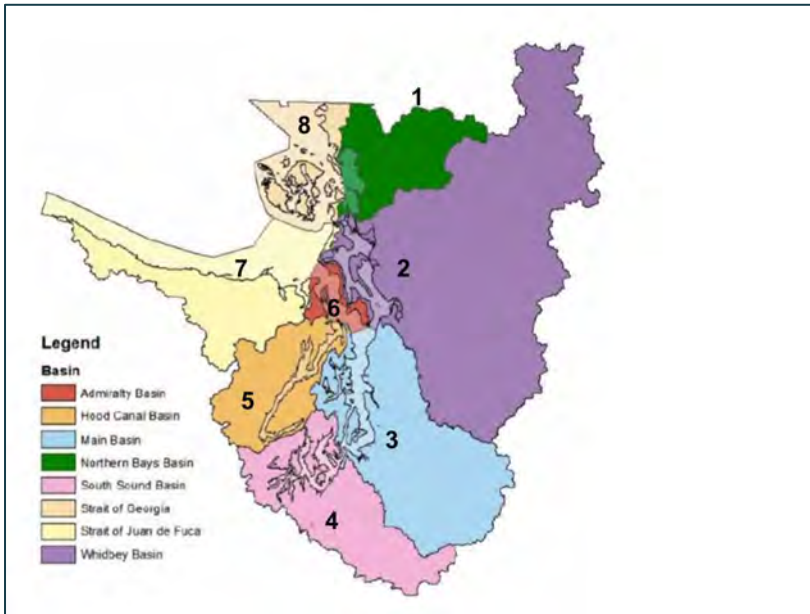 1
8
2
7
6
Legend
Basin
Admiralty Basin
Hood Canal Basin
Main Basin
Northern Bays Basin
South Sound Basin
Strait of Georgia
Strait of Juan de Fuca
Whidbey Basin
5
3
4